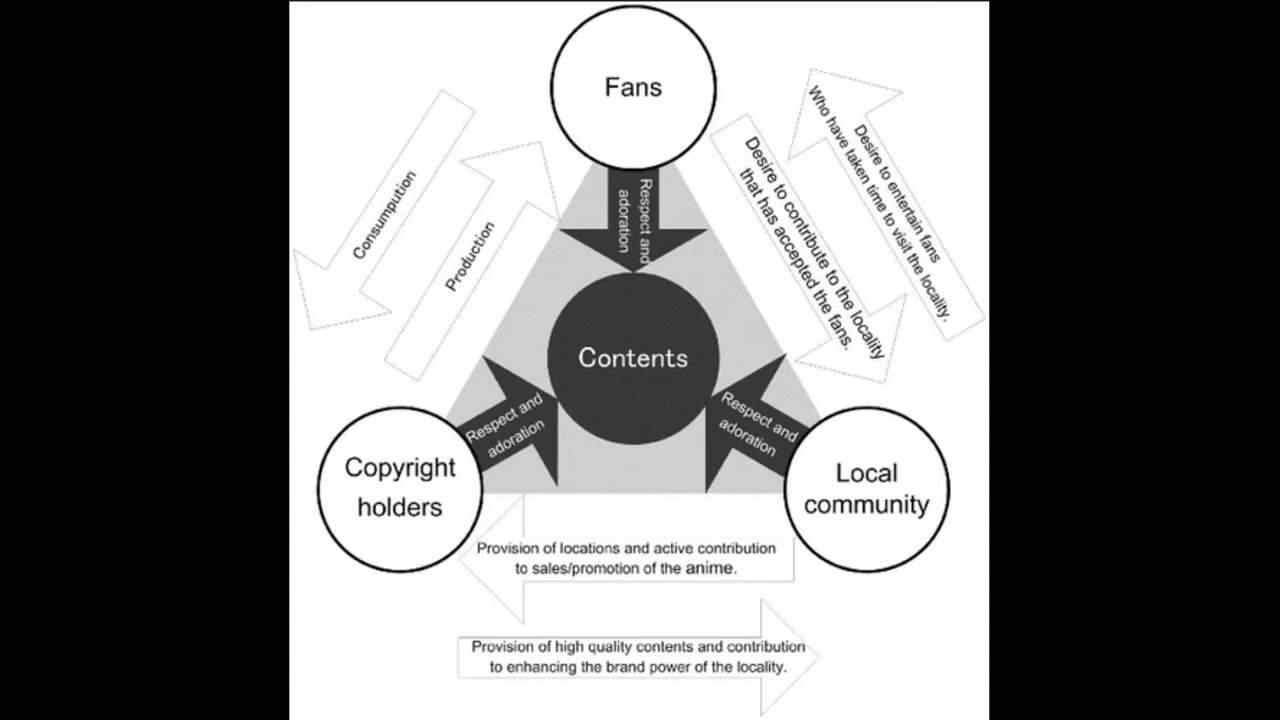 Fans
Consumpution
Production
Respect and
adoration
Desire to contribute to the locality
that has accepted the fans.
Desire to entertain fans
Who have taken time to visit the locality.
Contents
Respect and
adoration
Respect and
adoration
Copyright
holders
Local
community
Provision of locations and active contribution
to sales/promotion of the anime.
Provision of high quality contents and contribution
to enhancing the brand power of the locality.